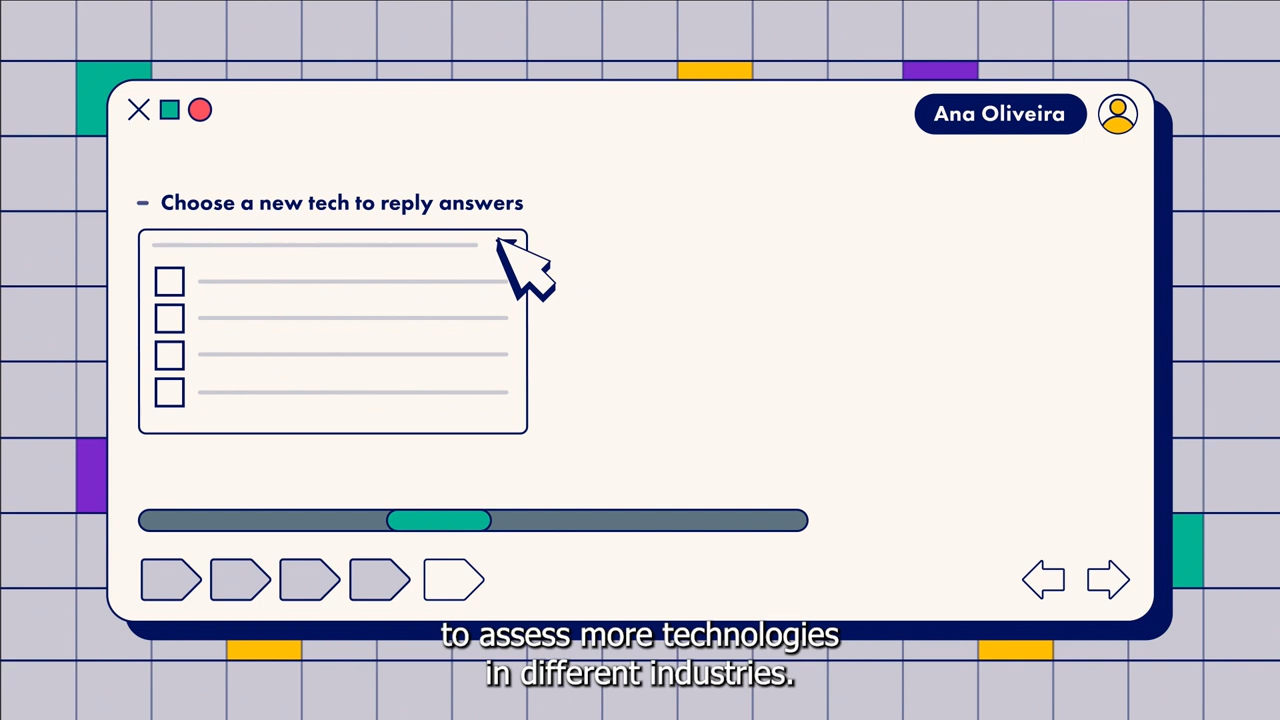 Ana Oliveira
Choose a new tech to reply answers
to assess more technologies
in different industries.